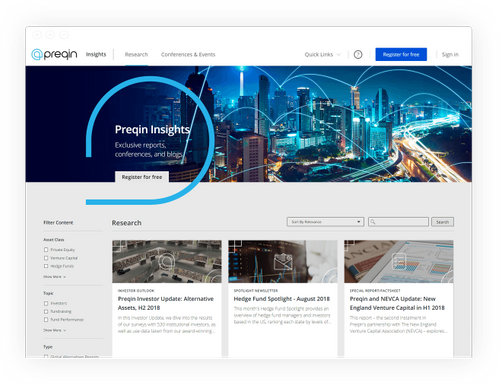 preqin Insights Research Conferences & Events Quick Links ? Register for free Sign in
Preqin Insights
Exclusive reports,
conferences, and blogs
Register for free
Filter Content
Research
Sort By Relevance
Search
Asset Class
Private Equity
Venture Capital
Hedge Funds
Show More
Topic
Investors
Fundraising
Fund Performance
Show More
Type
INVESTOR OUTLOOK
Preqin Investor Update: Alternative
Assets, H2 2018
In this Investor Update, we dive into the results
of our surveys with 530 institutional investors, as
well as use data taken from our award-winning...
SPOTLIGHT NEWSLETTER
Hedge Fund Spotlight - August 2018
This month's Hedge Fund Spotlight provides an
overview of hedge fund managers and investors
based in the US, ranking each state by levels of...
SPECIAL REPORT/FACTSHEET
Preqin and NEVCA Update: New
England Venture Capital in H1 2018
This report – the second instalment in
Preqin's partnership with The New England
Venture Capital Association (NEVCA) – explores...